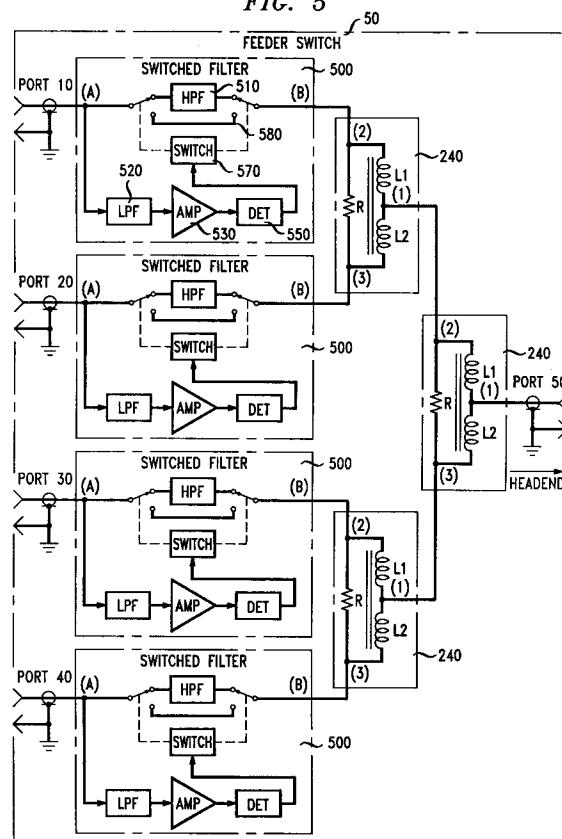 FIG. 5
50
FEEDER SWITCH
SWITCHED FILTER
500
510
PORT 10
(A)
HPF
(B)
580
SWITCH
570
520
LPF
AMP
DET
530
550
(2)
240
L1
(1)
R
L2
(3)
SWITCHED FILTER
PORT 20
(A)
HPF
(B)
SWITCH
500
LPF
AMP
DET
(2)
240
L1
(1)
PORT 50
R
L2
(3)
HEADEND
SWITCHED FILTER
500
PORT 30
(A)
HPF
(B)
SWITCH
LPF
AMP
DET
(2)
L1
(1)
R
L2
(3)
240
SWITCHED FILTER
PORT 40
(A)
HPF
(B)
SWITCH
500
LPF
AMP
DET